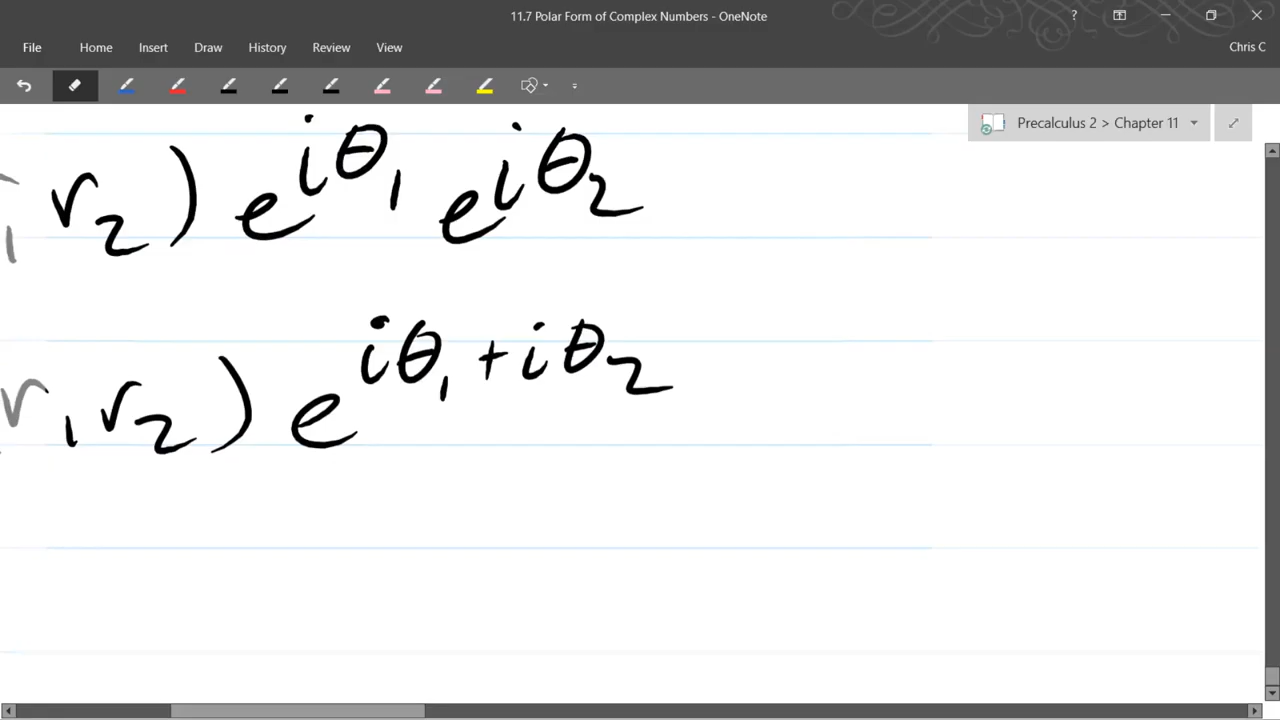 11.7 Polar Form of Complex Numbers - OneNote
?
File Home Insert Draw History Review View Chris C
Precalculus 2 > Chapter 11
₁ r₂) e^{iθ₁} e^{iθ₂}
r₁r₂) e^{iθ₁+iθ₂}